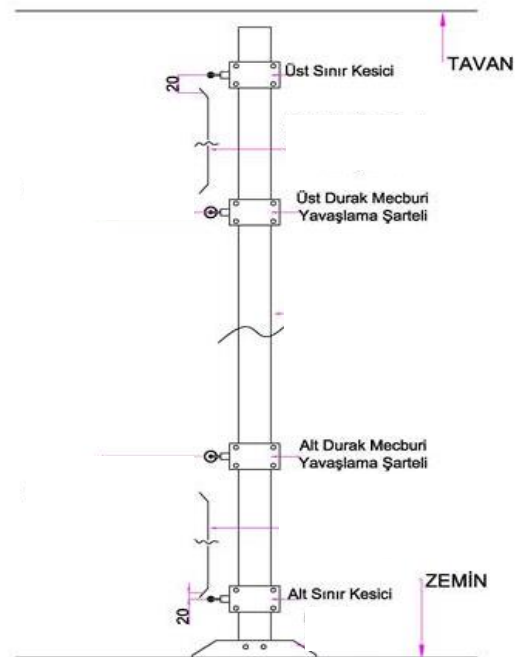 TAVAN
Üst Sınır Kesici
20
Üst Durak Mecburi
Yavaşlama Şarteli
Alt Durak Mecburi
Yavaşlama Şarteli
ZEMİN
Alt Sınır Kesici
20